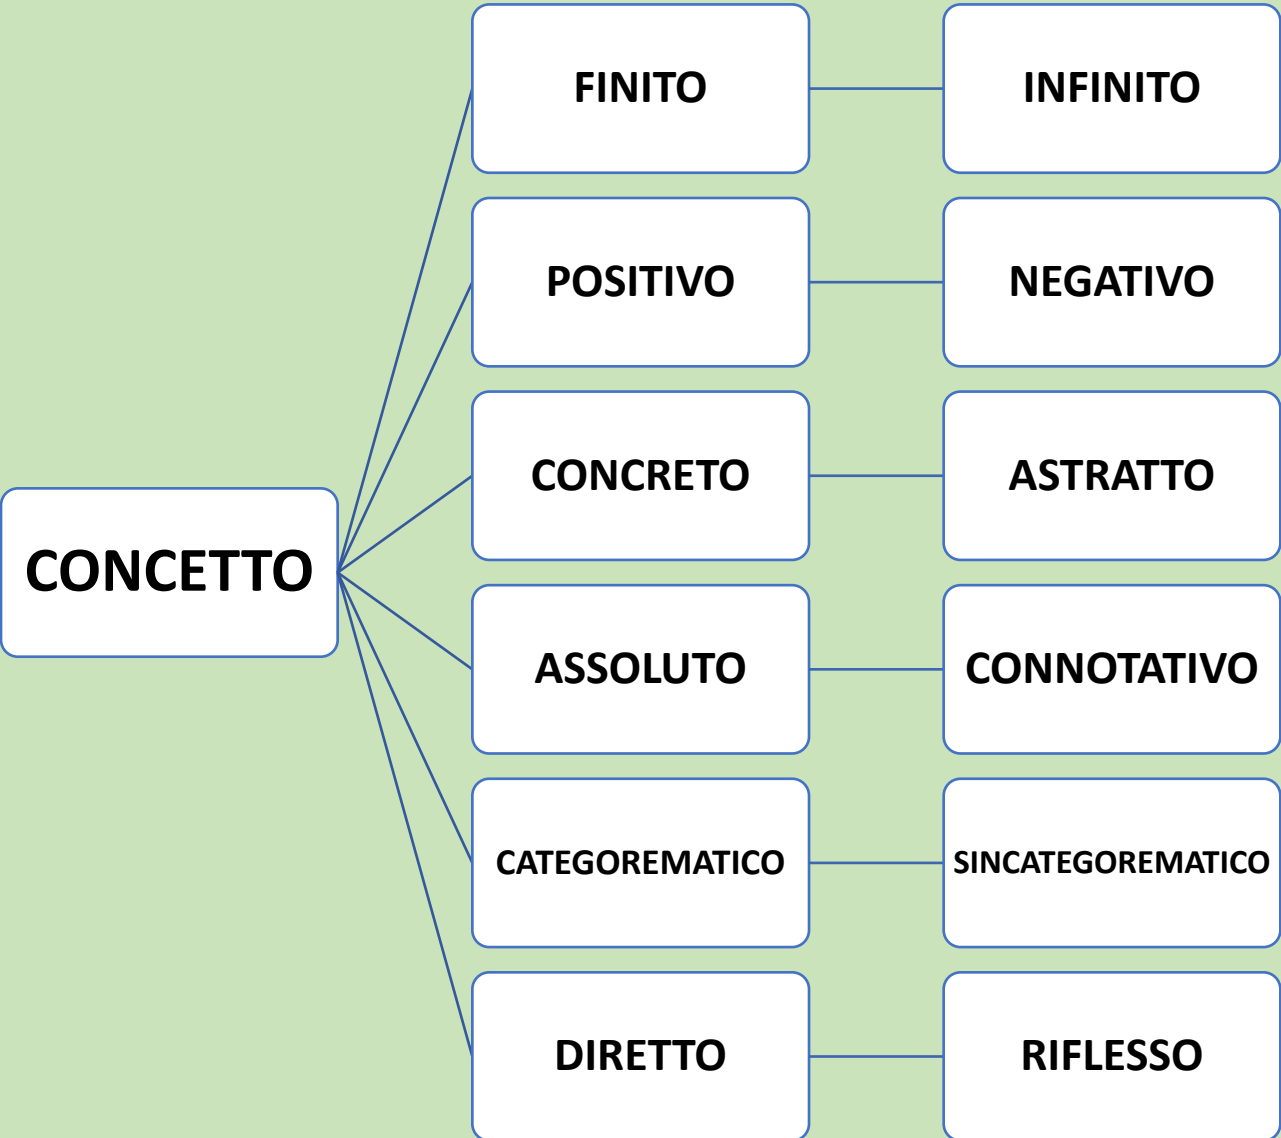 FINITO
INFINITO
POSITIVO
NEGATIVO
CONCRETO
ASTRATTO
CONCETTO
ASSOLUTO
CONNOTATIVO
CATEGOREMATICO
SINCATEGOREMATICO
DIRETTO
RIFLESSO